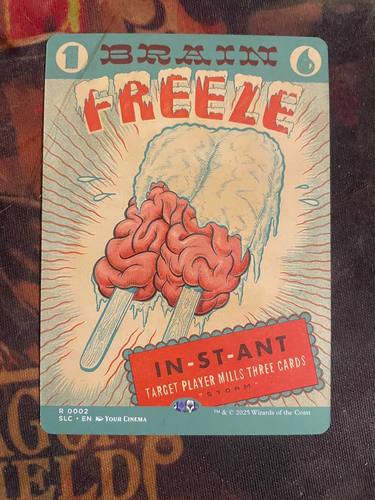 1
BRAIN
FREEZE
IN-ST-ANT
TARGET PLAYER MILLS THREE CARDS
"STORM"
R 0002
SLC • EN YOUR CINEMA
™ & © 2025 Wizards of the Coast